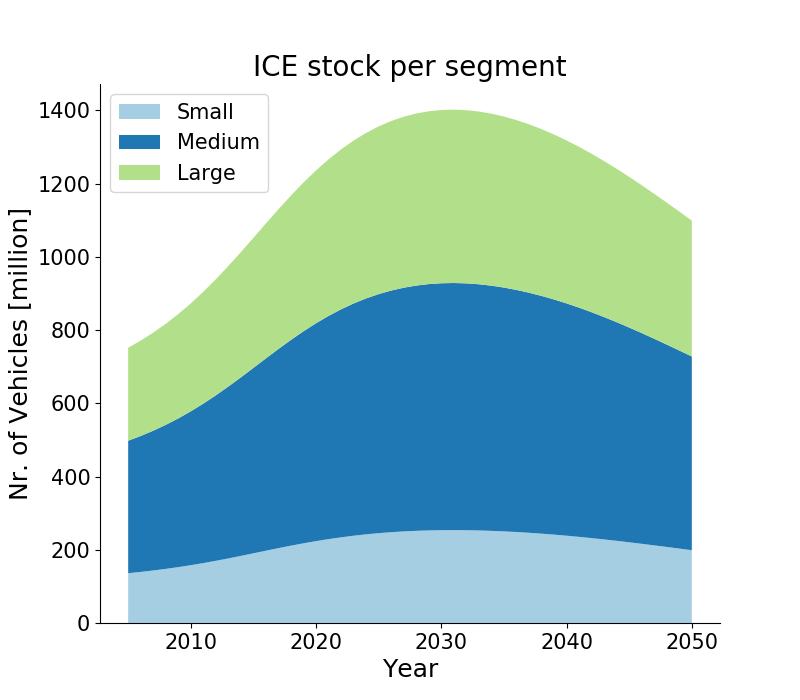 ICE stock per segment
Small
Medium
Large
1400
1200
1000
800
600
400
200
0
Nr. of Vehicles [million]
2010 2020 2030 2040 2050
Year